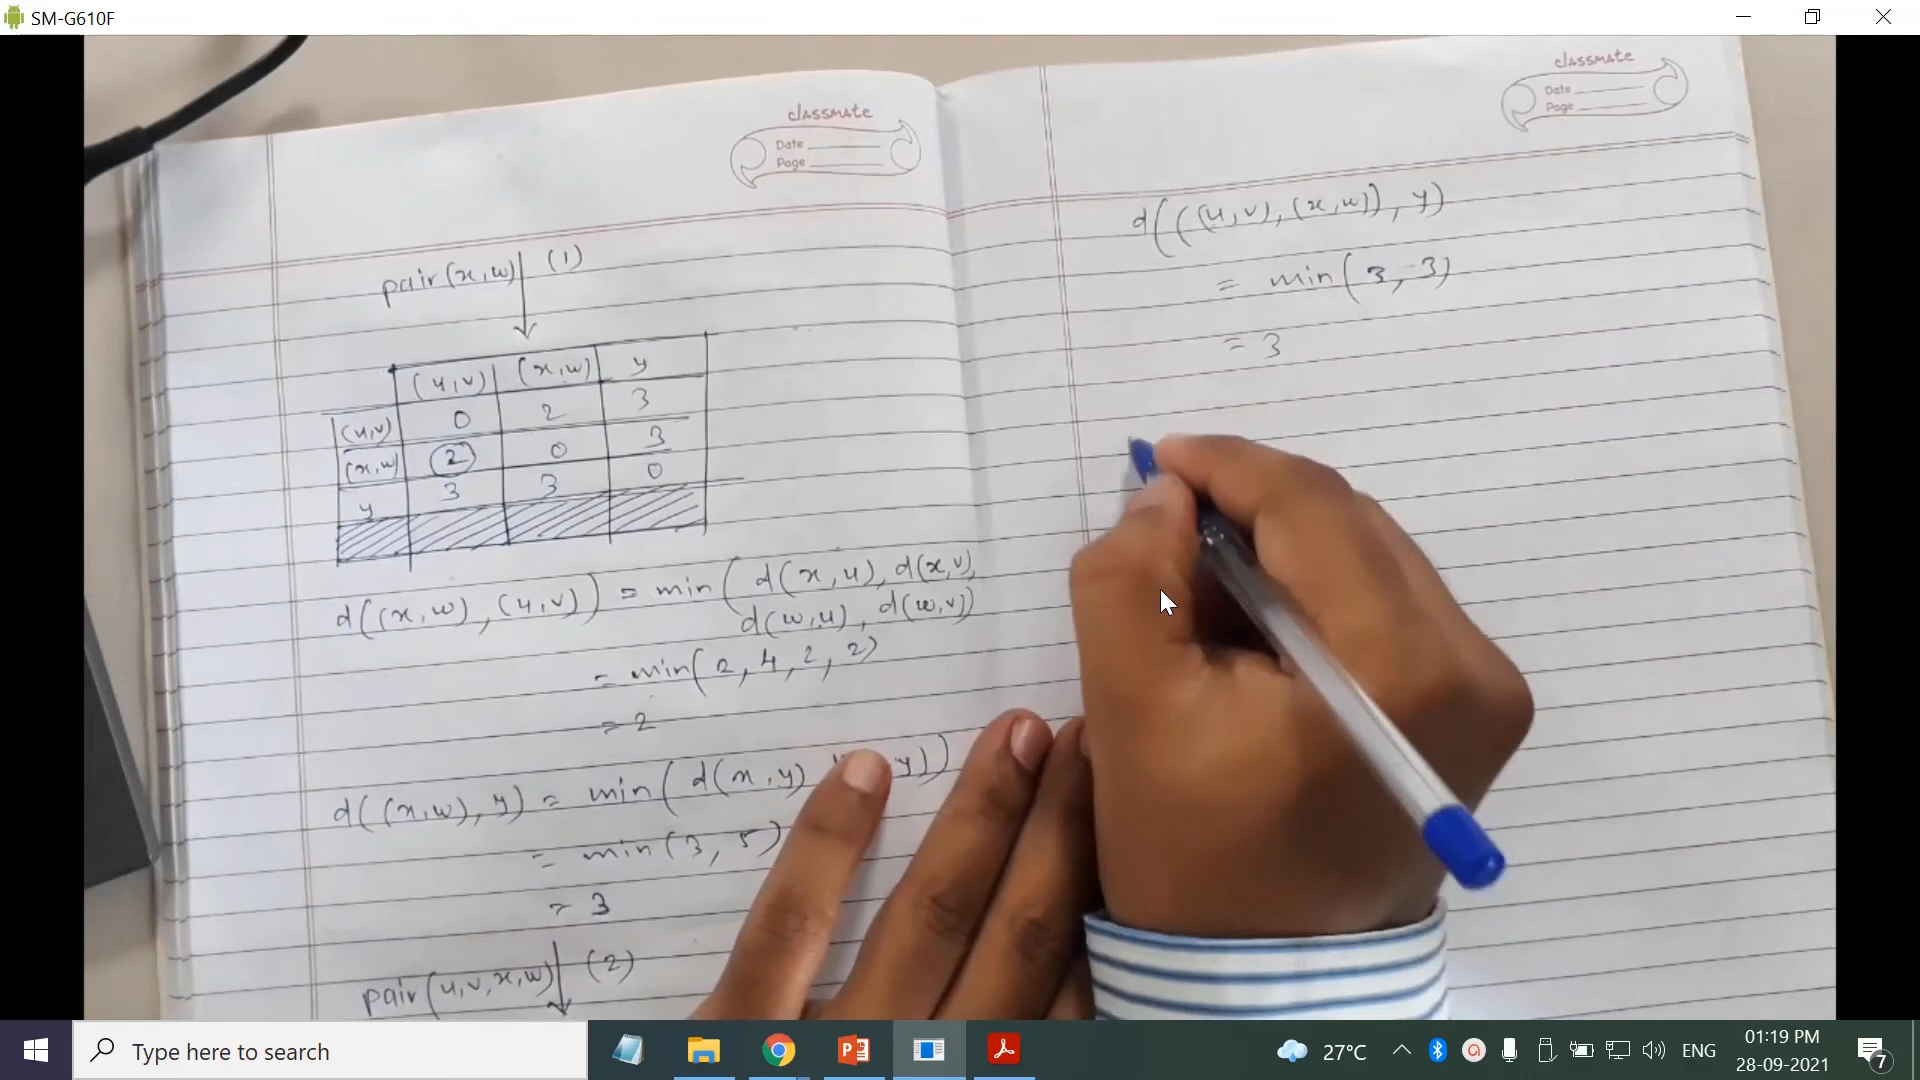 SM-G610F
classmate
Date
Page
pair(x,w) (1)
(u,v) (x,w) y
(u,v) 0 2 3
(x,w) 2 0 3
y 3 3 0
d((x,w),(u,v)) = min(d(x,u), d(x,v),
d(w,u), d(w,v))
= min(2, 4, 2, 2)
= 2
d((x,w), y) = min(d(x,y) y))
= min(3, 5)
= 3
pair(u,v,x,w) (2)
classmate
Date
Page
d(((u,v),(x,w)), y)
= min(3, 3)
= 3
Type here to search
27°C
ENG
01:19 PM
28-09-2021
7